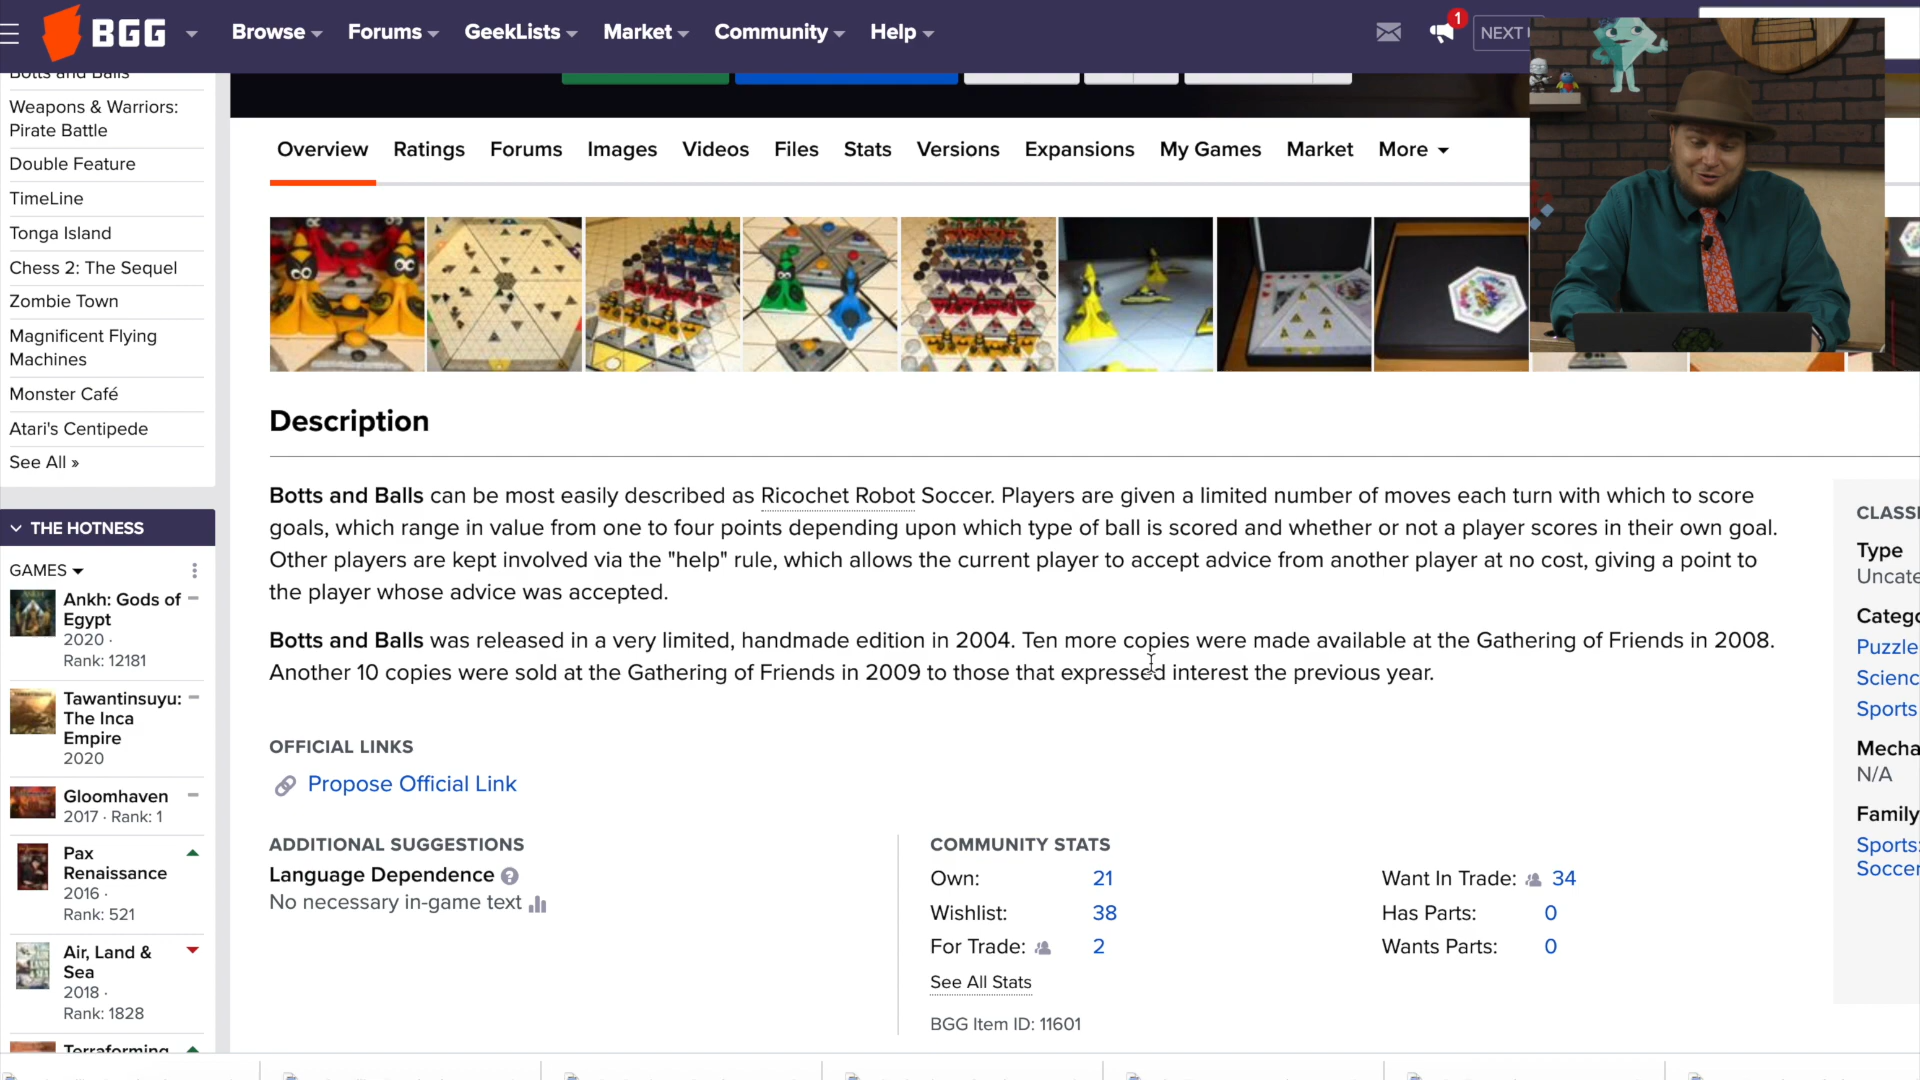 BGG
Browse
Forums
GeekLists
Market
Community
Help
1
NEXT
Botts and Balls
Weapons & Warriors:
Pirate Battle
Double Feature
TimeLine
Tonga Island
Chess 2: The Sequel
Zombie Town
Magnificent Flying
Machines
Monster Café
Atari's Centipede
See All »
THE HOTNESS
GAMES
Ankh: Gods of
Egypt
2020 ·
Rank: 12181
Tawantinsuyu:
The Inca
Empire
2020
Gloomhaven
2017 · Rank: 1
Pax
Renaissance
2016 ·
Rank: 521
Air, Land &
Sea
2018 ·
Rank: 1828
Terraforming
Overview
Ratings
Forums
Images
Videos
Files
Stats
Versions
Expansions
My Games
Market
More
Description
Botts and Balls can be most easily described as Ricochet Robot Soccer. Players are given a limited number of moves each turn with which to score
goals, which range in value from one to four points depending upon which type of ball is scored and whether or not a player scores in their own goal.
Other players are kept involved via the "help" rule, which allows the current player to accept advice from another player at no cost, giving a point to
the player whose advice was accepted.
Botts and Balls was released in a very limited, handmade edition in 2004. Ten more copies were made available at the Gathering of Friends in 2008.
Another 10 copies were sold at the Gathering of Friends in 2009 to those that expressed interest the previous year.
OFFICIAL LINKS
Propose Official Link
ADDITIONAL SUGGESTIONS
Language Dependence ?
No necessary in-game text
COMMUNITY STATS
Own: 21
Wishlist: 38
For Trade: 2
See All Stats
BGG Item ID: 11601
Want In Trade: 34
Has Parts: 0
Wants Parts: 0
CLASSI
Type
Uncate
Catego
Puzzle
Scienc
Sports
Mecha
N/A
Family
Sports:
Soccer